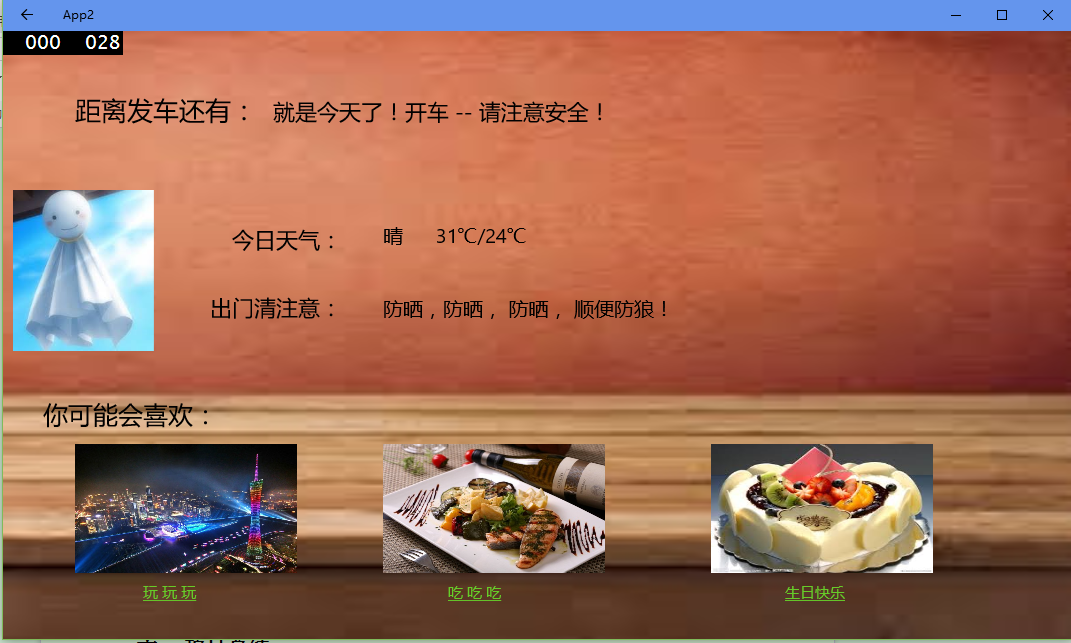 App2
000 028
距离发车还有： 就是今天了！开车 -- 请注意安全！
今日天气： 晴 31℃/24℃
出门清注意： 防晒，防晒， 防晒， 顺便防狼！
你可能会喜欢：
玩 玩 玩 吃 吃 吃 生日快乐